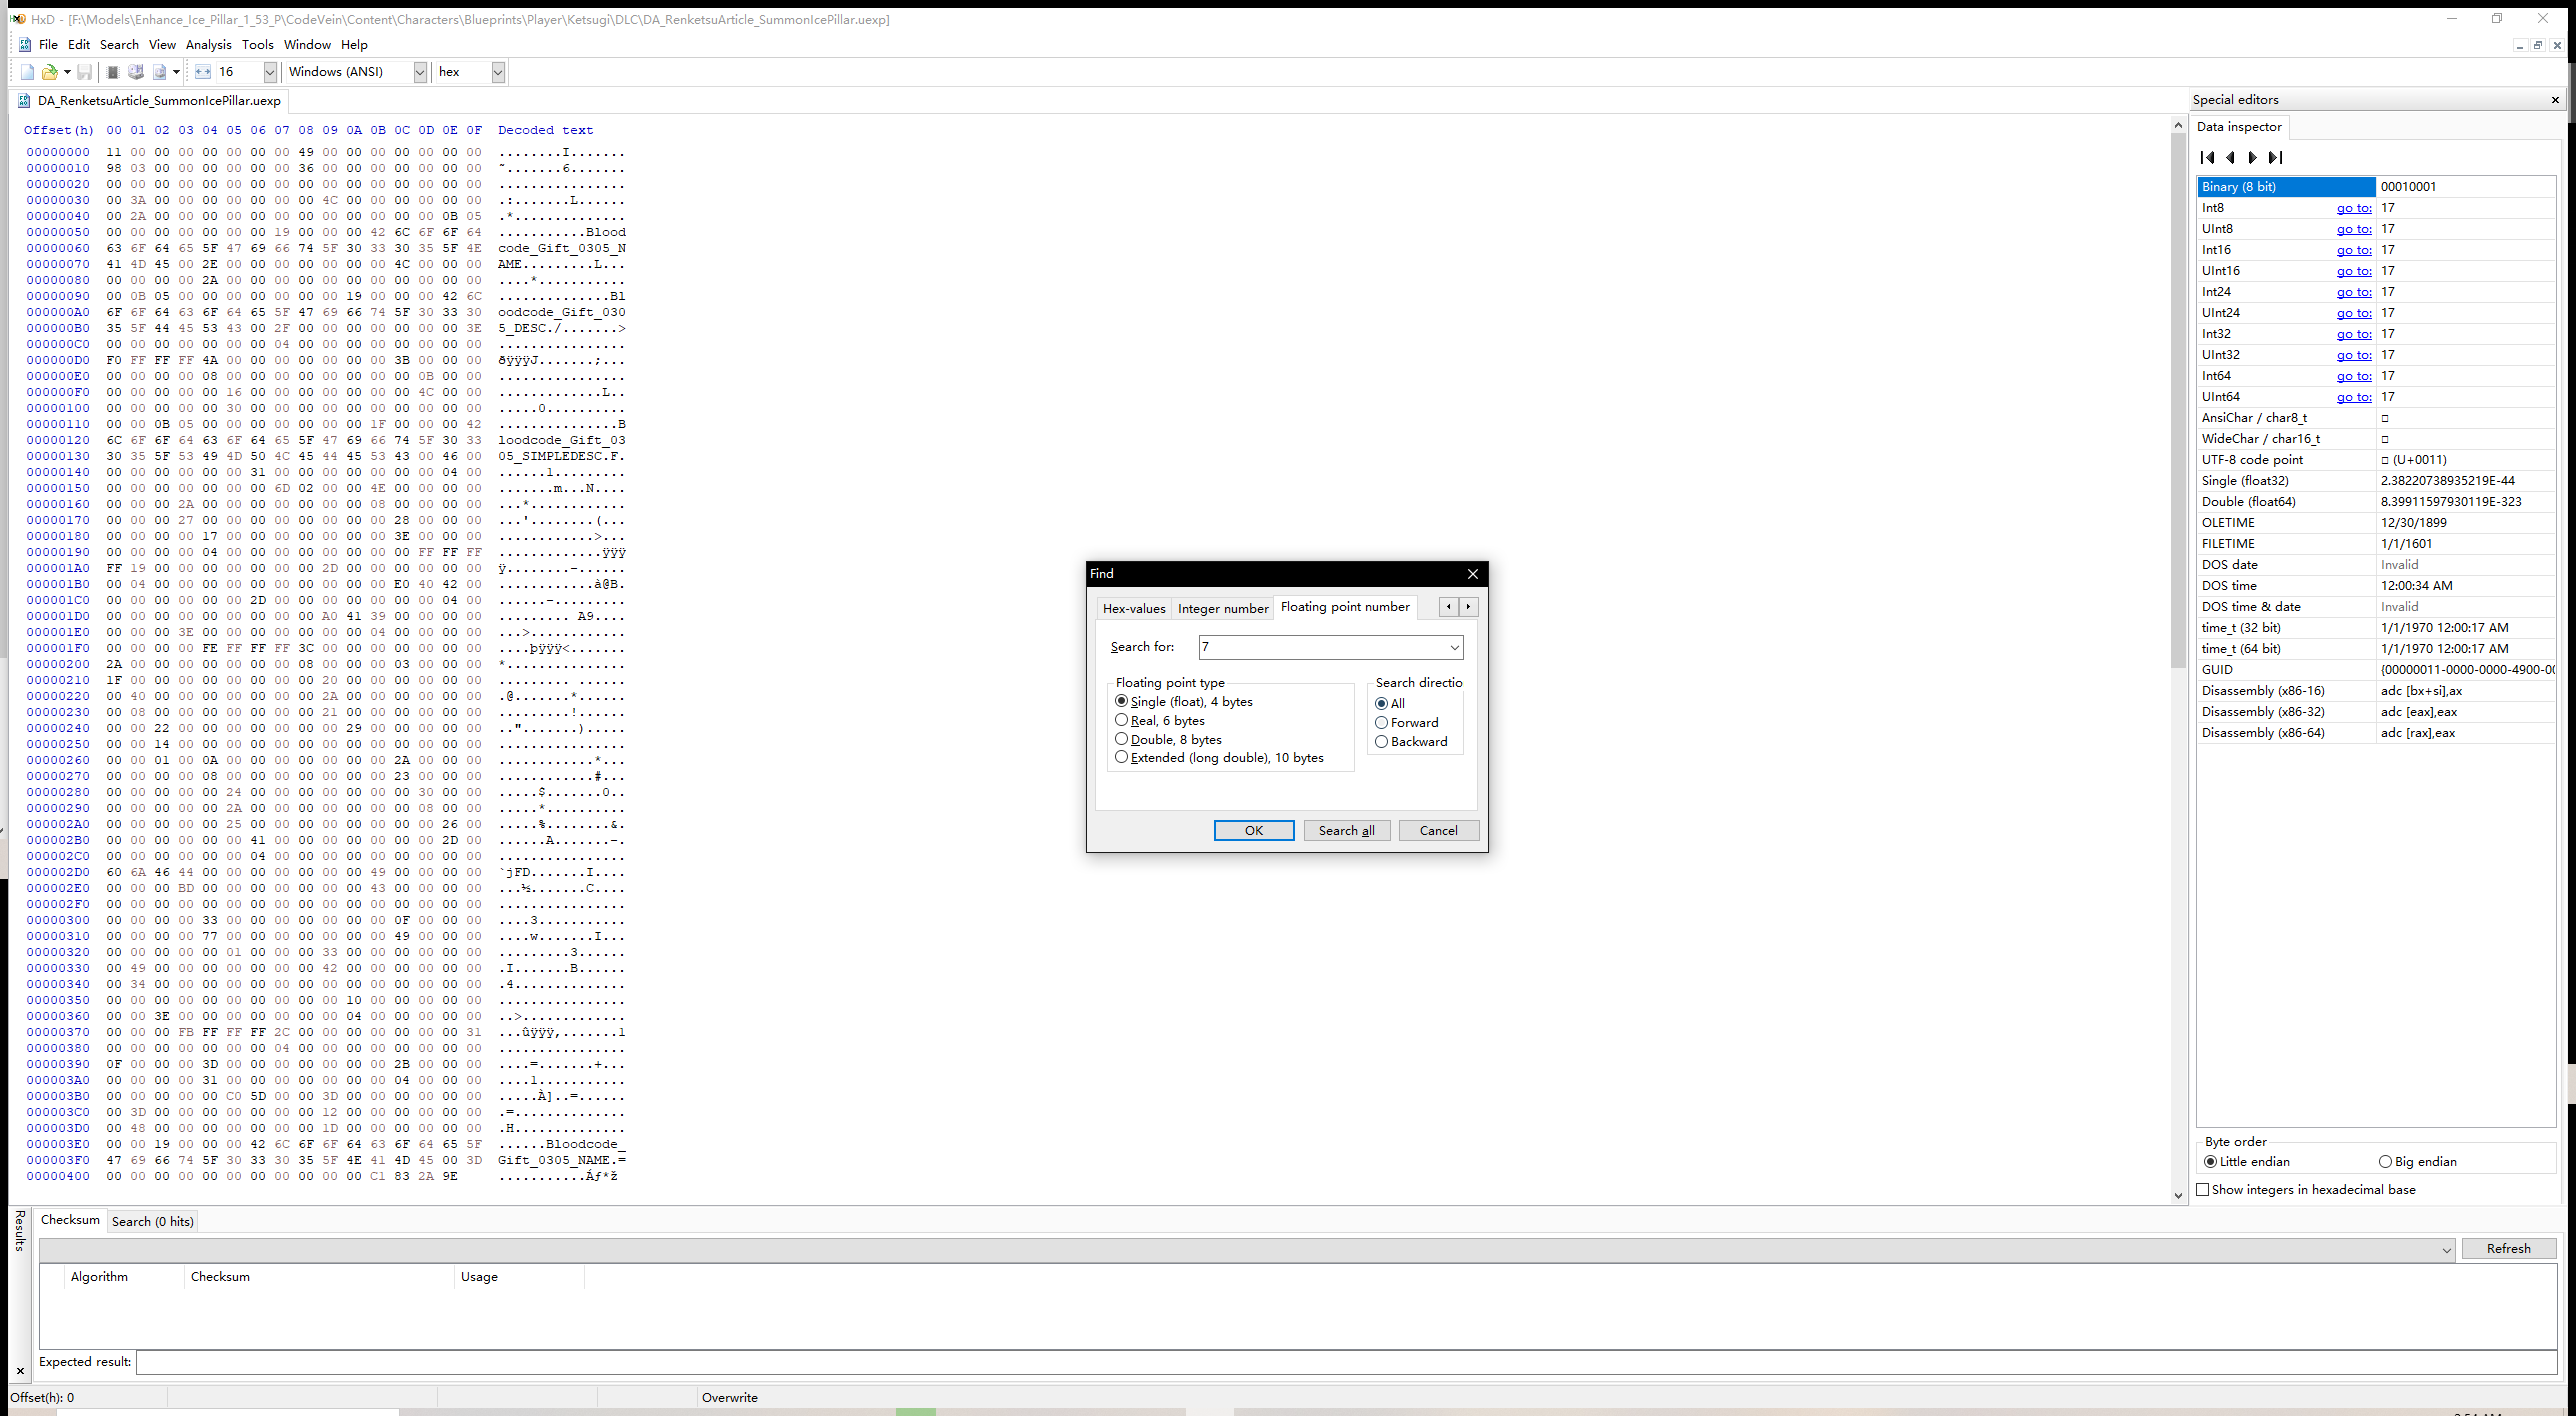 HxD - [F:\Models\Enhance_Ice_Pillar_1_53_P\CodeVein\Content\Characters\Blueprints\Player\Ketsugi\DLC\DA_RenketsuArticle_SummonIcePillar.uexp]
File Edit Search View Analysis Tools Window Help
16 Windows (ANSI) hex
DA_RenketsuArticle_SummonIcePillar.uexp
Offset(h) 00 01 02 03 04 05 06 07 08 09 0A 0B 0C 0D 0E 0F Decoded text
00000000 11 00 00 00 00 00 00 00 49 00 00 00 00 00 00 00 ........I.......
00000010 98 03 00 00 00 00 00 00 36 00 00 00 00 00 00 00 ˜.......6.......
00000020 00 00 00 00 00 00 00 00 00 00 00 00 00 00 00 00 ................
00000030 00 3A 00 00 00 00 00 00 00 4C 00 00 00 00 00 00 .:.......L......
00000040 00 2A 00 00 00 00 00 00 00 00 00 00 00 00 0B 05 .*..............
00000050 00 00 00 00 00 00 00 19 00 00 00 42 6C 6F 6F 64 ...........Blood
00000060 63 6F 64 65 5F 47 69 66 74 5F 30 33 30 35 5F 4E code_Gift_0305_N
00000070 41 4D 45 00 2E 00 00 00 00 00 00 00 4C 00 00 00 AME.........L...
00000080 00 00 00 00 2A 00 00 00 00 00 00 00 00 00 00 00 ....*...........
00000090 00 0B 05 00 00 00 00 00 00 00 19 00 00 00 42 6C ..............Bl
000000A0 6F 6F 64 63 6F 64 65 5F 47 69 66 74 5F 30 33 30 oodcode_Gift_030
000000B0 35 5F 44 45 53 43 00 2F 00 00 00 00 00 00 00 3E 5_DESC./.......>
000000C0 00 00 00 00 00 00 00 04 00 00 00 00 00 00 00 00 ................
000000D0 F0 FF FF FF 4A 00 00 00 00 00 00 00 3B 00 00 00 ðÿÿÿJ.......;...
000000E0 00 00 00 00 08 00 00 00 00 00 00 00 00 0B 00 00 ................
000000F0 00 00 00 00 00 16 00 00 00 00 00 00 00 4C 00 00 .............L..
00000100 00 00 00 00 00 30 00 00 00 00 00 00 00 00 00 00 .....0..........
00000110 00 00 0B 05 00 00 00 00 00 00 00 1F 00 00 00 42 ...............B
00000120 6C 6F 6F 64 63 6F 64 65 5F 47 69 66 74 5F 30 33 loodcode_Gift_03
00000130 30 35 5F 53 49 4D 50 4C 45 44 45 53 43 00 46 00 05_SIMPLEDESC.F.
00000140 00 00 00 00 00 00 31 00 00 00 00 00 00 00 04 00 ......1.........
00000150 00 00 00 00 00 00 00 6D 02 00 00 4E 00 00 00 00 .......m...N....
00000160 00 00 00 2A 00 00 00 00 00 00 00 08 00 00 00 00 ...*............
00000170 00 00 00 27 00 00 00 00 00 00 00 00 28 00 00 00 ...'........(...
00000180 00 00 00 00 17 00 00 00 00 00 00 00 3E 00 00 00 ............>...
00000190 00 00 00 00 04 00 00 00 00 00 00 00 00 FF FF FF .............ÿÿÿ
000001A0 FF 19 00 00 00 00 00 00 00 2D 00 00 00 00 00 00 ÿ........-......
000001B0 00 04 00 00 00 00 00 00 00 00 00 00 E0 40 42 00 ............à@B.
000001C0 00 00 00 00 00 00 2D 00 00 00 00 00 00 00 04 00 ......-.........
000001D0 00 00 00 00 00 00 00 00 00 A0 41 39 00 00 00 00 ......... A9....
000001E0 00 00 00 3E 00 00 00 00 00 00 00 04 00 00 00 00 ...>............
000001F0 00 00 00 00 FE FF FF FF 3C 00 00 00 00 00 00 00 ....þÿÿÿ<.......
00000200 2A 00 00 00 00 00 00 00 08 00 00 00 03 00 00 00 *...............
00000210 1F 00 00 00 00 00 00 00 00 20 00 00 00 00 00 00 ......... ......
00000220 00 40 00 00 00 00 00 00 00 2A 00 00 00 00 00 00 .@.......*......
00000230 00 08 00 00 00 00 00 00 00 21 00 00 00 00 00 00 .........!......
00000240 00 00 22 00 00 00 00 00 00 00 29 00 00 00 00 00 ..".......).....
00000250 00 00 14 00 00 00 00 00 00 00 00 00 00 00 00 00 ................
00000260 00 00 01 00 0A 00 00 00 00 00 00 00 2A 00 00 00 ............*...
00000270 00 00 00 00 08 00 00 00 00 00 00 00 23 00 00 00 ............#...
00000280 00 00 00 00 00 24 00 00 00 00 00 00 00 30 00 00 .....$.......0..
00000290 00 00 00 00 00 2A 00 00 00 00 00 00 00 08 00 00 .....*..........
000002A0 00 00 00 00 00 25 00 00 00 00 00 00 00 00 26 00 .....%........&.
000002B0 00 00 00 00 00 00 41 00 00 00 00 00 00 00 2D 00 ......A.......-.
000002C0 00 00 00 00 00 00 04 00 00 00 00 00 00 00 00 00 ................
000002D0 60 6A 46 44 00 00 00 00 00 00 00 49 00 00 00 00 `jFD.......I....
000002E0 00 00 00 BD 00 00 00 00 00 00 00 43 00 00 00 00 ...½.......C....
000002F0 00 00 00 00 00 00 00 00 00 00 00 00 00 00 00 00 ................
00000300 00 00 00 00 33 00 00 00 00 00 00 00 0F 00 00 00 ....3...........
00000310 00 00 00 00 77 00 00 00 00 00 00 00 49 00 00 00 ....w.......I...
00000320 00 00 00 00 00 01 00 00 00 33 00 00 00 00 00 00 .........3......
00000330 00 49 00 00 00 00 00 00 00 42 00 00 00 00 00 00 .I.......B......
00000340 00 34 00 00 00 00 00 00 00 00 00 00 00 00 00 00 .4..............
00000350 00 00 00 00 00 00 00 00 00 00 10 00 00 00 00 00 ................
00000360 00 00 3E 00 00 00 00 00 00 00 04 00 00 00 00 00 ..>.............
00000370 00 00 00 FB FF FF FF 2C 00 00 00 00 00 00 00 31 ...ûÿÿÿ,.......1
00000380 00 00 00 00 00 00 00 04 00 00 00 00 00 00 00 00 ................
00000390 0F 00 00 00 3D 00 00 00 00 00 00 00 2B 00 00 00 ....=.......+...
000003A0 00 00 00 00 31 00 00 00 00 00 00 00 04 00 00 00 ....1...........
000003B0 00 00 00 00 00 C0 5D 00 00 3D 00 00 00 00 00 00 .....À]..=......
000003C0 00 3D 00 00 00 00 00 00 00 12 00 00 00 00 00 00 .=..............
000003D0 00 48 00 00 00 00 00 00 00 1D 00 00 00 00 00 00 .H..............
000003E0 00 00 19 00 00 00 42 6C 6F 6F 64 63 6F 64 65 5F ......Bloodcode_
000003F0 47 69 66 74 5F 30 33 30 35 5F 4E 41 4D 45 00 3D Gift_0305_NAME.=
00000400 00 00 00 00 00 00 00 00 00 00 00 C1 83 2A 9E ...........Áƒ*ž
Find
Hex-values Integer number Floating point number
Search for: 7
Floating point type
Single (float), 4 bytes
Real, 6 bytes
Double, 8 bytes
Extended (long double), 10 bytes
Search directio
All
Forward
Backward
OK Search all Cancel
Special editors
Data inspector
Binary (8 bit) 00010001
Int8 go to: 17
UInt8 go to: 17
Int16 go to: 17
UInt16 go to: 17
Int24 go to: 17
UInt24 go to: 17
Int32 go to: 17
UInt32 go to: 17
Int64 go to: 17
UInt64 go to: 17
AnsiChar / char8_t □
WideChar / char16_t □
UTF-8 code point □ (U+0011)
Single (float32) 2.38220738935219E-44
Double (float64) 8.39911597930119E-323
OLETIME 12/30/1899
FILETIME 1/1/1601
DOS date Invalid
DOS time 12:00:34 AM
DOS time & date Invalid
time_t (32 bit) 1/1/1970 12:00:17 AM
time_t (64 bit) 1/1/1970 12:00:17 AM
GUID {00000011-0000-0000-4900-00
Disassembly (x86-16) adc [bx+si],ax
Disassembly (x86-32) adc [eax],eax
Disassembly (x86-64) adc [rax],eax
Byte order
Little endian Big endian
Show integers in hexadecimal base
Results
Checksum Search (0 hits)
Refresh
Algorithm Checksum Usage
Expected result:
Offset(h): 0 Overwrite